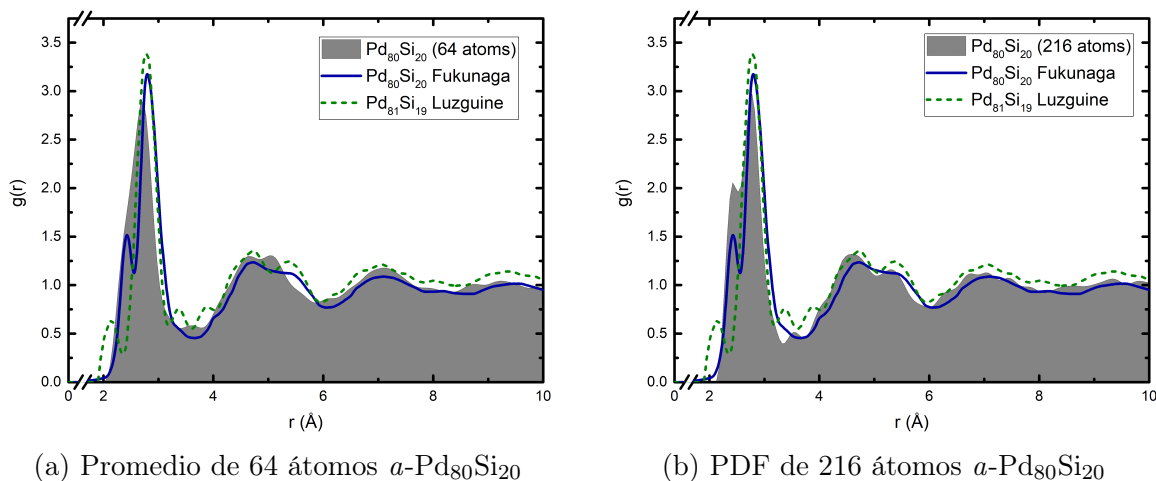 3.5
3.0
2.5
2.0
1.5
1.0
0.5
0.0
g(r)
0 2 4 6 8 10
r (Å)
Pd80Si20 (64 atoms)
Pd80Si20 Fukunaga
Pd81Si19 Luzguine
(a) Promedio de 64 átomos a-Pd80Si20
3.5
3.0
2.5
2.0
1.5
1.0
0.5
0.0
g(r)
0 2 4 6 8 10
r (Å)
Pd80Si20 (216 atoms)
Pd80Si20 Fukunaga
Pd81Si19 Luzguine
(b) PDF de 216 átomos a-Pd80Si20